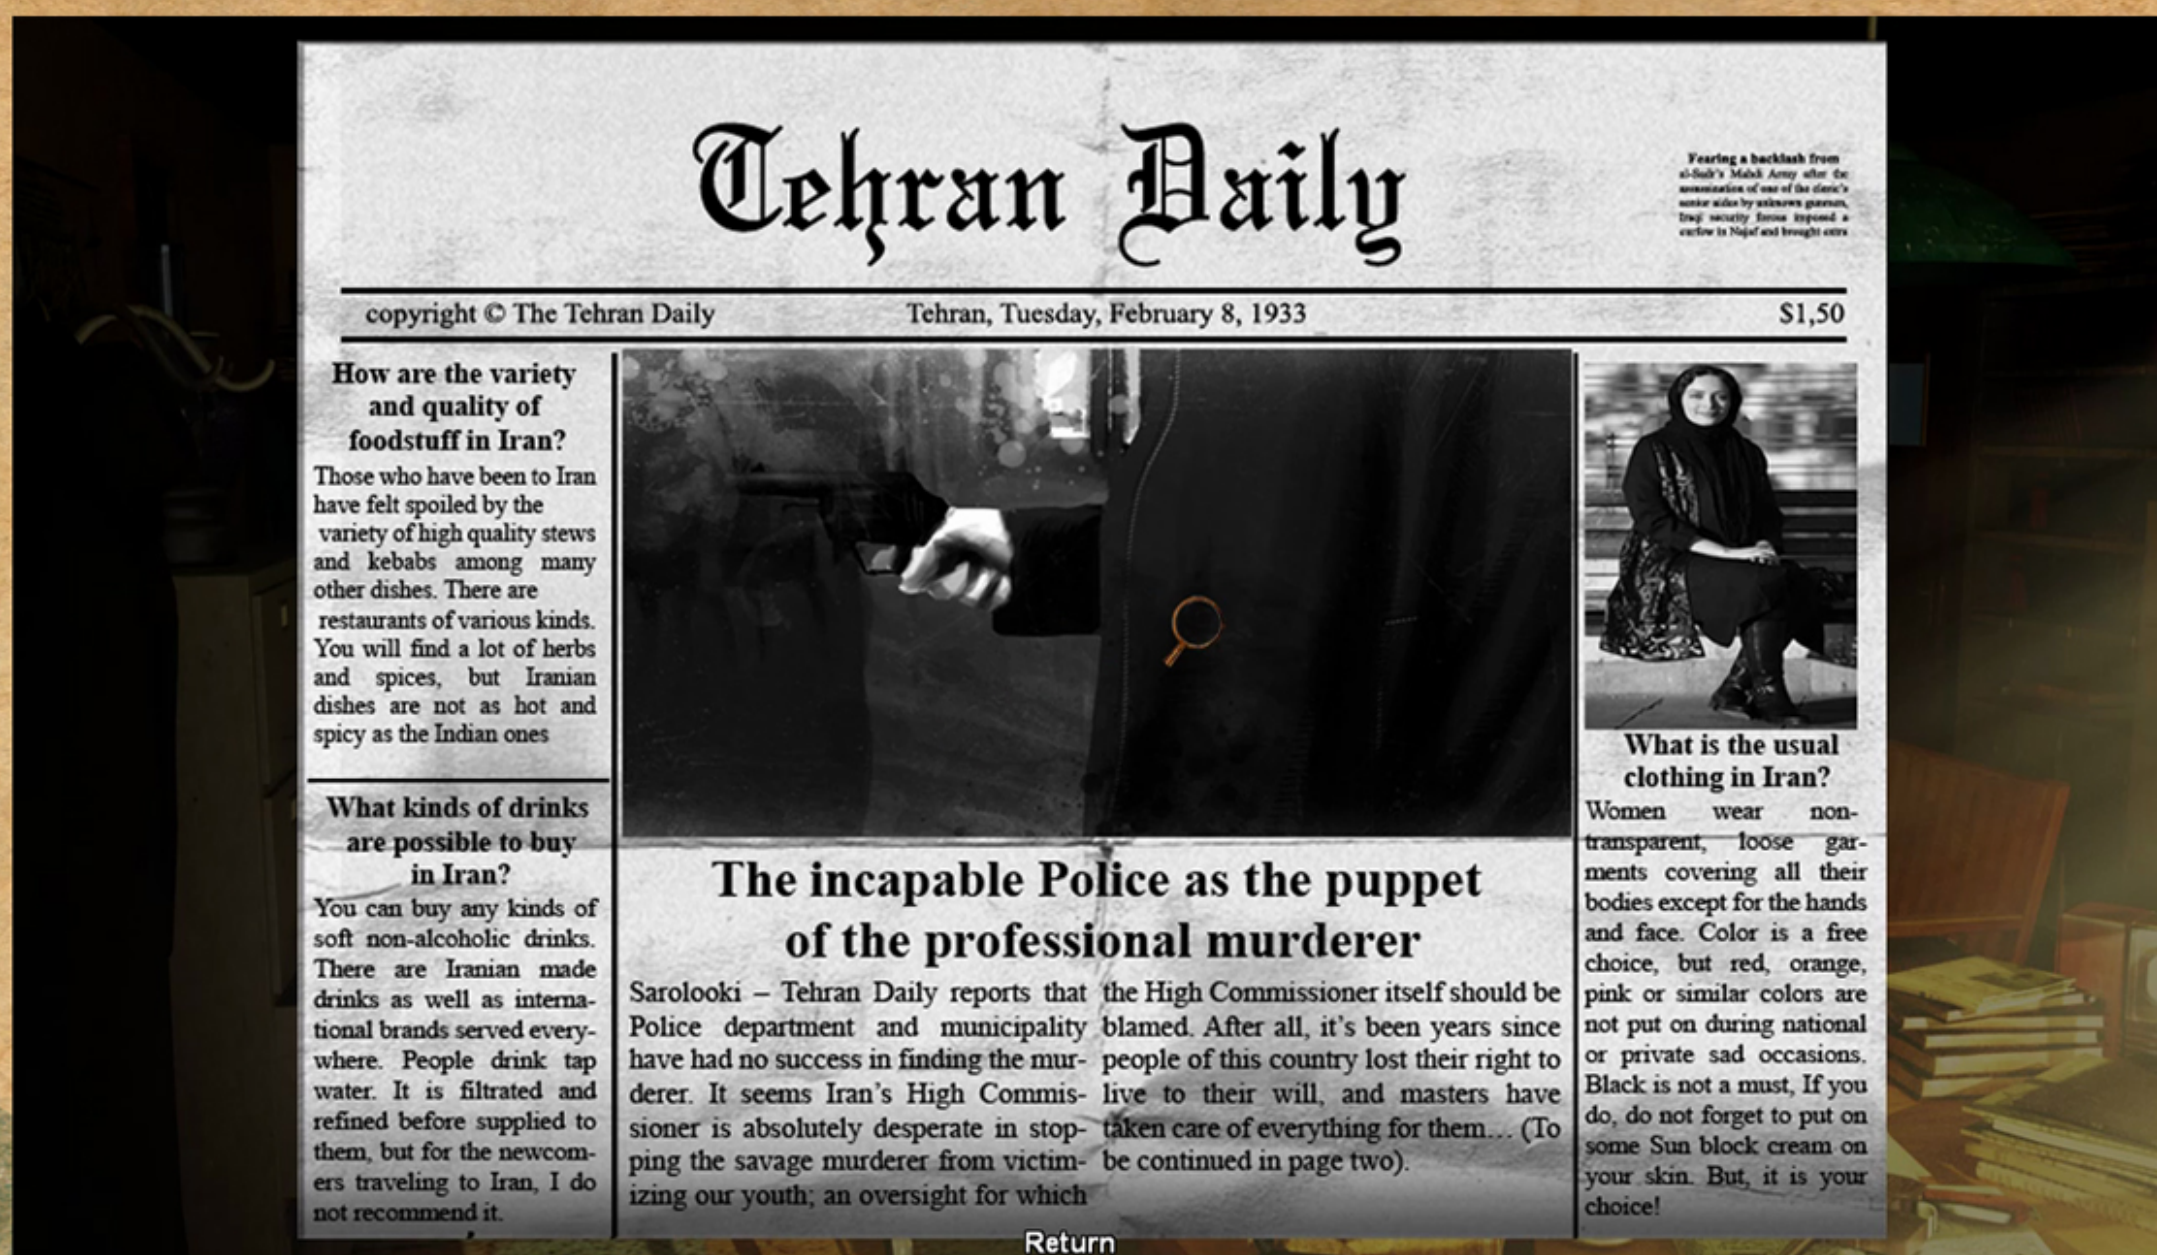 Tehran Daily
Fearing a backlash from
al-Sadr's Mahdi Army after the
assassination of one of the cleric's
senior aides by unknown gunmen,
Iraqi security forces imposed a
curfew in Najaf and brought extra
copyright © The Tehran Daily
Tehran, Tuesday, February 8, 1933
$1,50
How are the variety
and quality of
foodstuff in Iran?
Those who have been to Iran
have felt spoiled by the
variety of high quality stews
and kebabs among many
other dishes. There are
restaurants of various kinds.
You will find a lot of herbs
and spices, but Iranian
dishes are not as hot and
spicy as the Indian ones
What kinds of drinks
are possible to buy
in Iran?
You can buy any kinds of
soft non-alcoholic drinks.
There are Iranian made
drinks as well as interna-
tional brands served every-
where. People drink tap
water. It is filtrated and
refined before supplied to
them, but for the newcom-
ers traveling to Iran, I do
not recommend it.
The incapable Police as the puppet
of the professional murderer
Sarolooki – Tehran Daily reports that
Police department and municipality
have had no success in finding the mur-
derer. It seems Iran's High Commis-
sioner is absolutely desperate in stop-
ping the savage murderer from victim-
izing our youth; an oversight for which
the High Commissioner itself should be
blamed. After all, it's been years since
people of this country lost their right to
live to their will, and masters have
taken care of everything for them... (To
be continued in page two).
What is the usual
clothing in Iran?
Women wear non-
transparent, loose gar-
ments covering all their
bodies except for the hands
and face. Color is a free
choice, but red, orange,
pink or similar colors are
not put on during national
or private sad occasions.
Black is not a must, If you
do, do not forget to put on
some Sun block cream on
your skin. But, it is your
choice!
Return